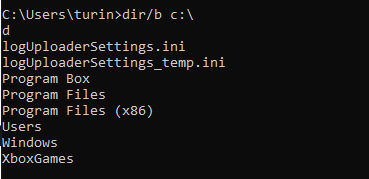 C:\Users\turin>dir/b c:\
d
logUploaderSettings.ini
logUploaderSettings_temp.ini
Program Box
Program Files
Program Files (x86)
Users
Windows
XboxGames